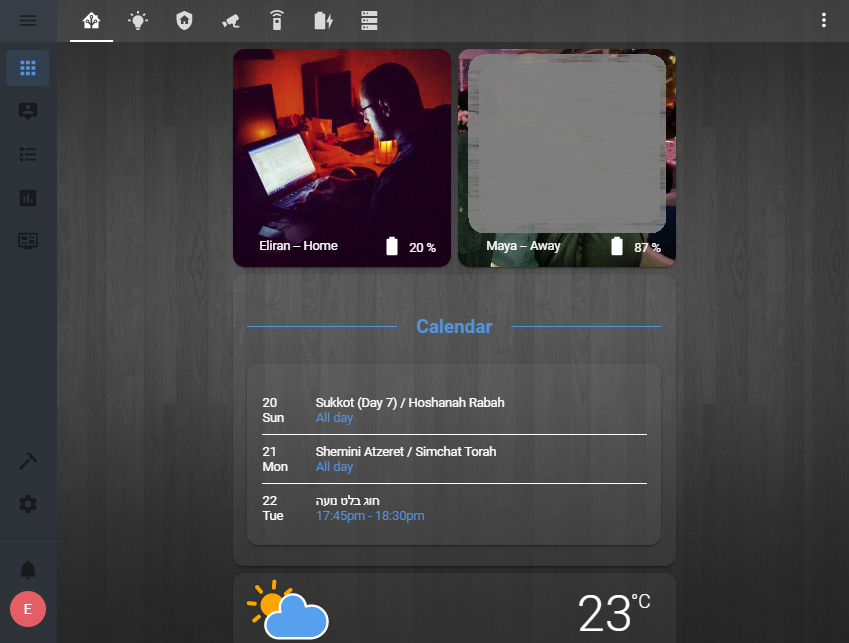 Eliran – Home
20 %
Maya – Away
87 %
Calendar
20
Sun
Sukkot (Day 7) / Hoshanah Rabah
All day
21
Mon
Shemini Atzeret / Simchat Torah
All day
22
Tue
חוג בלט נועה
17:45pm - 18:30pm
23°C
E